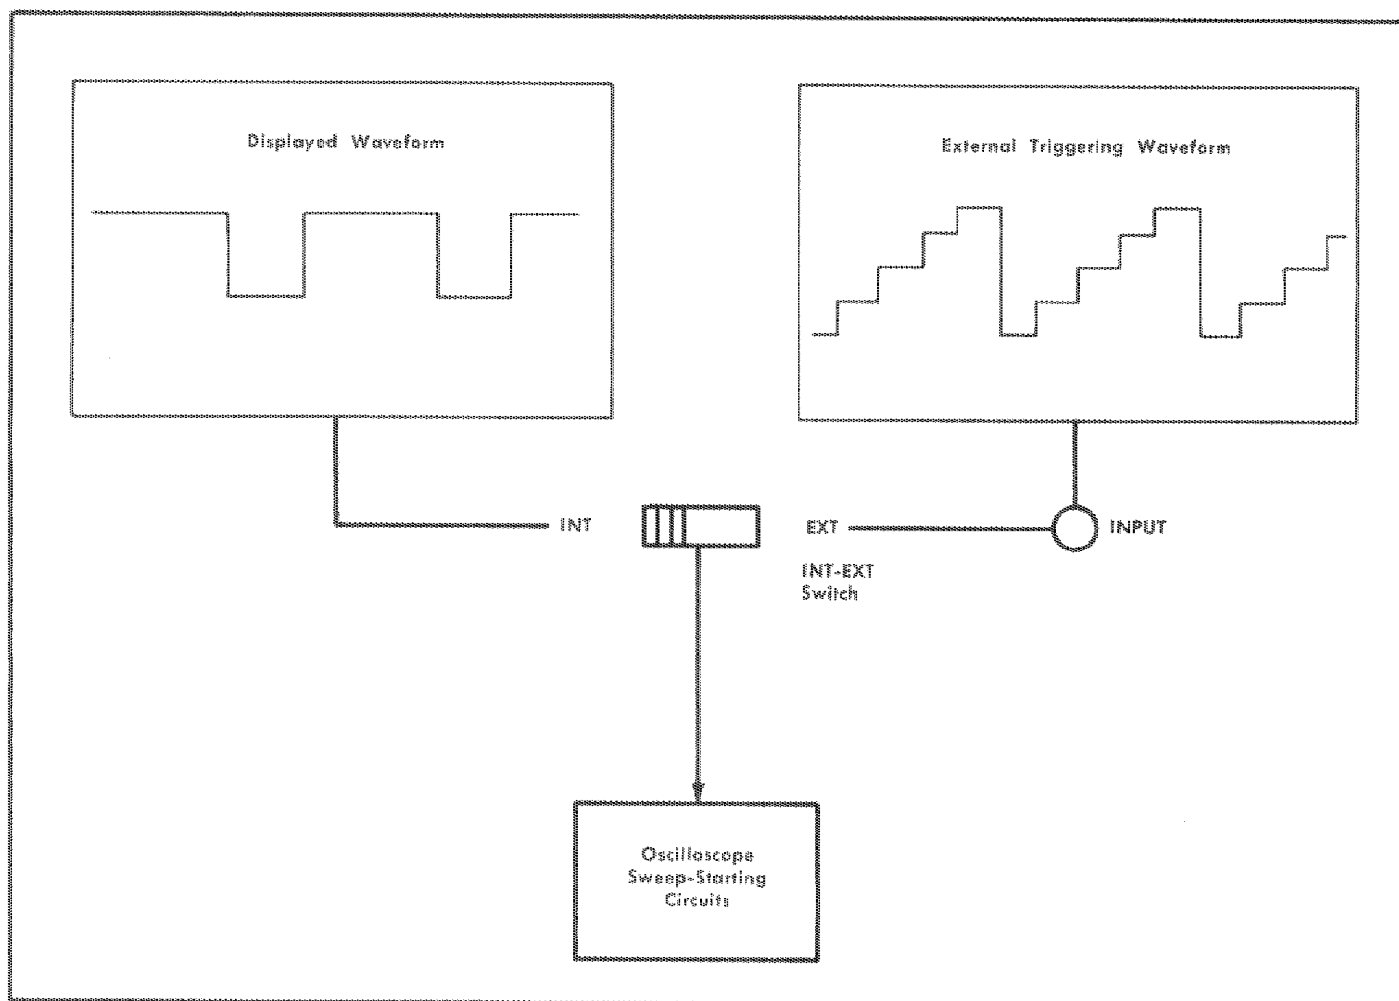 Displayed Waveform
External Triggering Waveform
INT
EXT
INPUT
INT-EXT
Switch
Oscilloscope
Sweep-Starting
Circuits